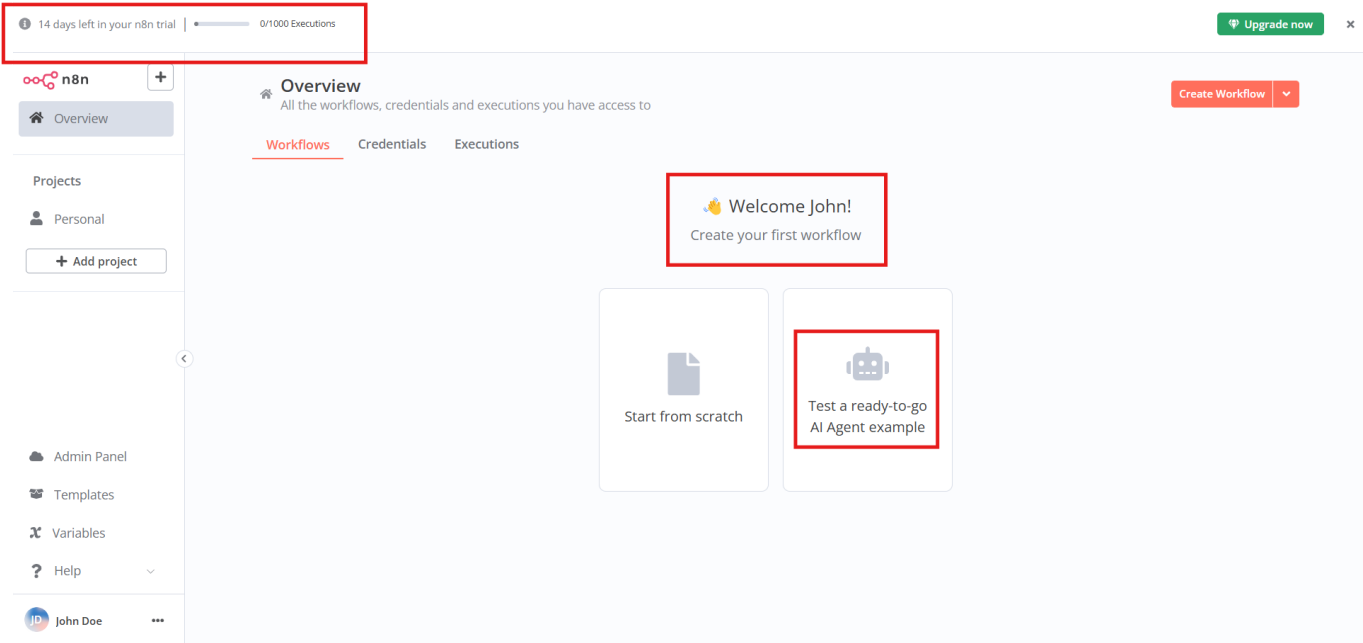 14 days left in your n8n trial
0/1000 Executions
Upgrade now
n8n
Overview
Projects
Personal
Add project
Admin Panel
Templates
Variables
Help
JD
John Doe
Overview
All the workflows, credentials and executions you have access to
Create Workflow
Workflows
Credentials
Executions
Welcome John!
Create your first workflow
Start from scratch
Test a ready-to-go
AI Agent example